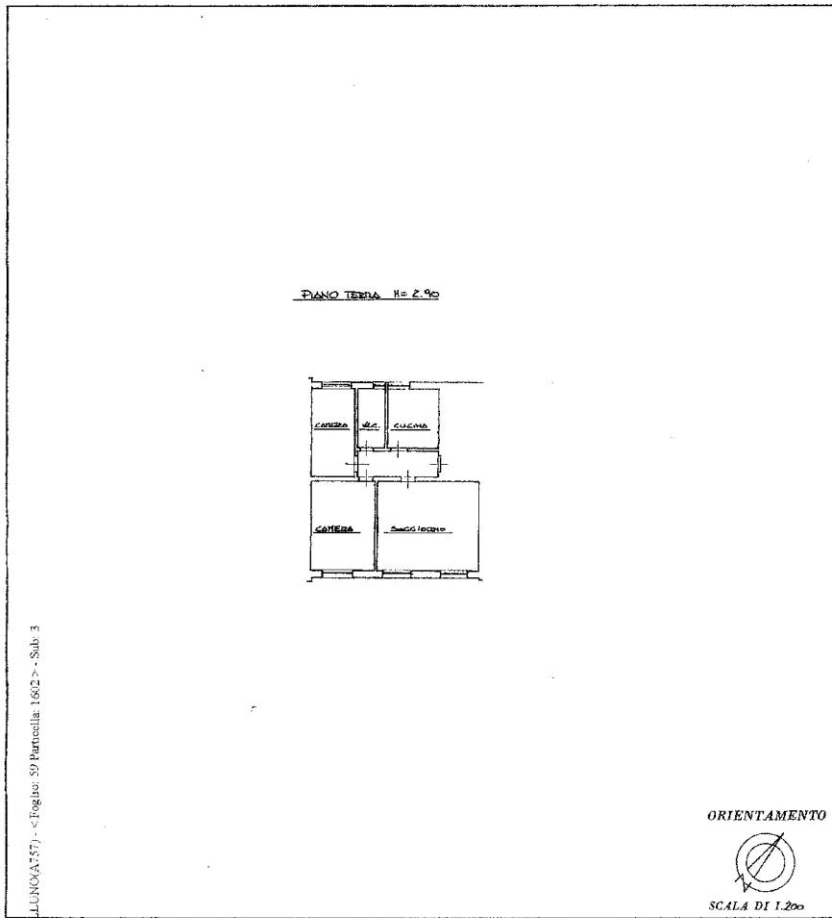 PIANO TERRA H= 2.90
CAMERA
W.C.
CUCINA
CAMERA
SOGGIORNO
LLUNO(A757) - < Foglio: 59 Particella: 1602 > - Sub: 3
ORIENTAMENTO
N
SCALA DI 1.200